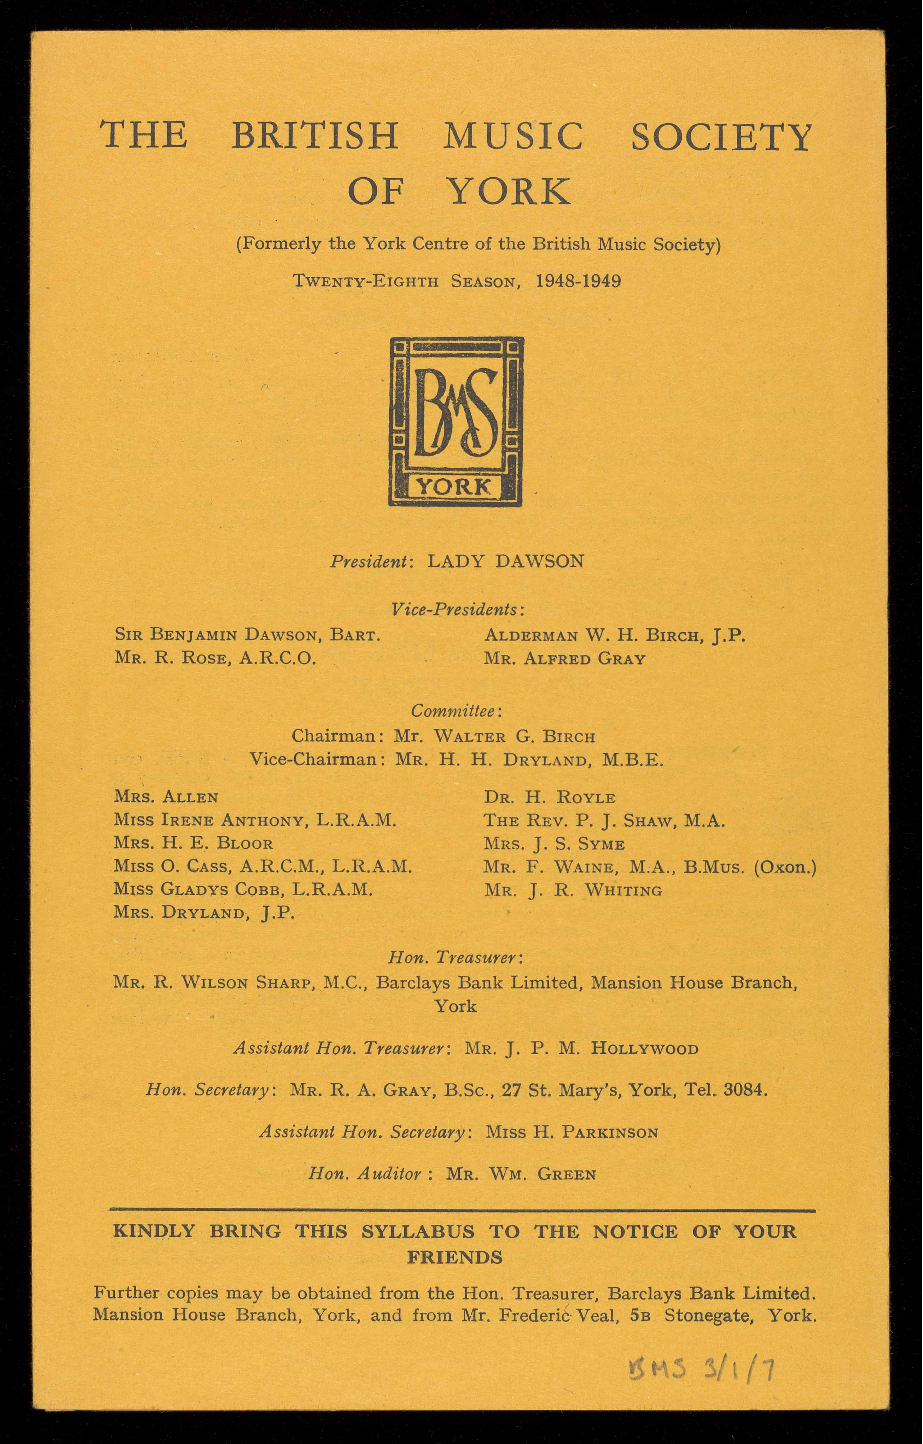 THE BRITISH MUSIC SOCIETY
OF YORK
(Formerly the York Centre of the British Music Society)
TWENTY-EIGHTH SEASON, 1948-1949
BMS
YORK
President: LADY DAWSON
Vice-Presidents:
SIR BENJAMIN DAWSON, BART.
MR. R. ROSE, A.R.C.O.
ALDERMAN W. H. BIRCH, J.P.
MR. ALFRED GRAY
Committee:
Chairman: Mr. WALTER G. BIRCH
Vice-Chairman: MR. H. H. DRYLAND, M.B.E.
MRS. ALLEN
MISS IRENE ANTHONY, L.R.A.M.
MRS. H. E. BLOOR
MISS O. CASS, A.R.C.M., L.R.A.M.
MISS GLADYS COBB, L.R.A.M.
MRS. DRYLAND, J.P.
DR. H. ROYLE
THE REV. P. J. SHAW, M.A.
MRS. J. S. SYME
MR. F. WAINE, M.A., B.MUS. (Oxon.)
MR. J. R. WHITING
Hon. Treasurer:
MR. R. WILSON SHARP, M.C., Barclays Bank Limited, Mansion House Branch,
York
Assistant Hon. Treasurer: MR. J. P. M. HOLLYWOOD
Hon. Secretary: MR. R. A. GRAY, B.Sc., 27 St. Mary's, York, Tel. 3084.
Assistant Hon. Secretary: MISS H. PARKINSON
Hon. Auditor : MR. WM. GREEN
KINDLY BRING THIS SYLLABUS TO THE NOTICE OF YOUR
FRIENDS
Further copies may be obtained from the Hon. Treasurer, Barclays Bank Limited.
Mansion House Branch, York, and from Mr. Frederic Veal, 5B Stonegate, York.
BMS 3/1/7